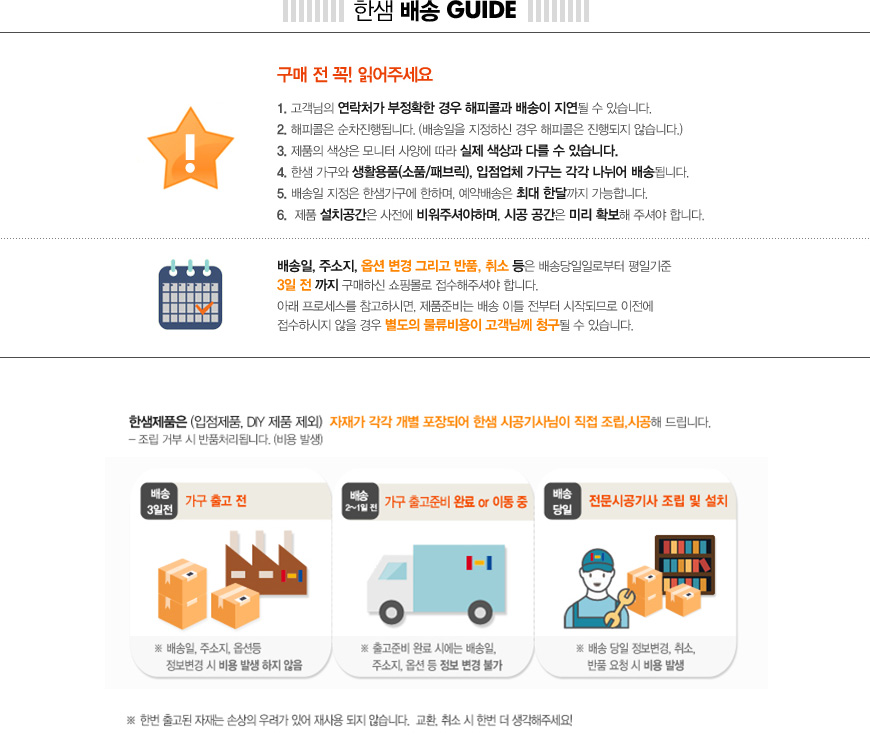 한샘 배송 GUIDE
구매 전 꼭! 읽어주세요
1. 고객님의 연락처가 부정확한 경우 해피콜과 배송이 지연될 수 있습니다.
2. 해피콜은 순차진행됩니다. (배송일을 지정하신 경우 해피콜은 진행되지 않습니다.)
3. 제품의 색상은 모니터 사양에 따라 실제 색상과 다를 수 있습니다.
4. 한샘 가구와 생활용품(소품/패브릭), 입점업체 가구는 각각 나뉘어 배송됩니다.
5. 배송일 지정은 한샘가구에 한하며, 예약배송은 최대 한달까지 가능합니다.
6. 제품 설치공간은 사전에 비워주셔야하며, 시공 공간은 미리 확보해 주셔야 합니다.
배송일, 주소지, 옵션 변경 그리고 반품, 취소 등은 배송당일일로부터 평일기준
3일 전 까지 구매하신 쇼핑몰로 접수해주셔야 합니다.
아래 프로세스를 참고하시면, 제품준비는 배송 이틀 전부터 시작되므로 이전에
접수하시지 않을 경우 별도의 물류비용이 고객님께 청구될 수 있습니다.
한샘제품은 (입점제품, DIY 제품 제외) 자재가 각각 개별 포장되어 한샘 시공기사님이 직접 조립,시공해 드립니다.
- 조립 거부 시 반품처리됩니다. (비용 발생)
배송
3일전
가구 출고 전
※ 배송일, 주소지, 옵션등
정보변경 시 비용 발생 하지 않음
배송
2~1일 전
가구 출고준비 완료 or 이동 중
※ 출고준비 완료 시에는 배송일,
주소지, 옵션 등 정보 변경 불가
배송
당일
전문시공기사 조립 및 설치
※ 배송 당일 정보변경, 취소,
반품 요청 시 비용 발생
※ 한번 출고된 자재는 손상의 우려가 있어 재사용 되지 않습니다. 교환, 취소 시 한번 더 생각해주세요!